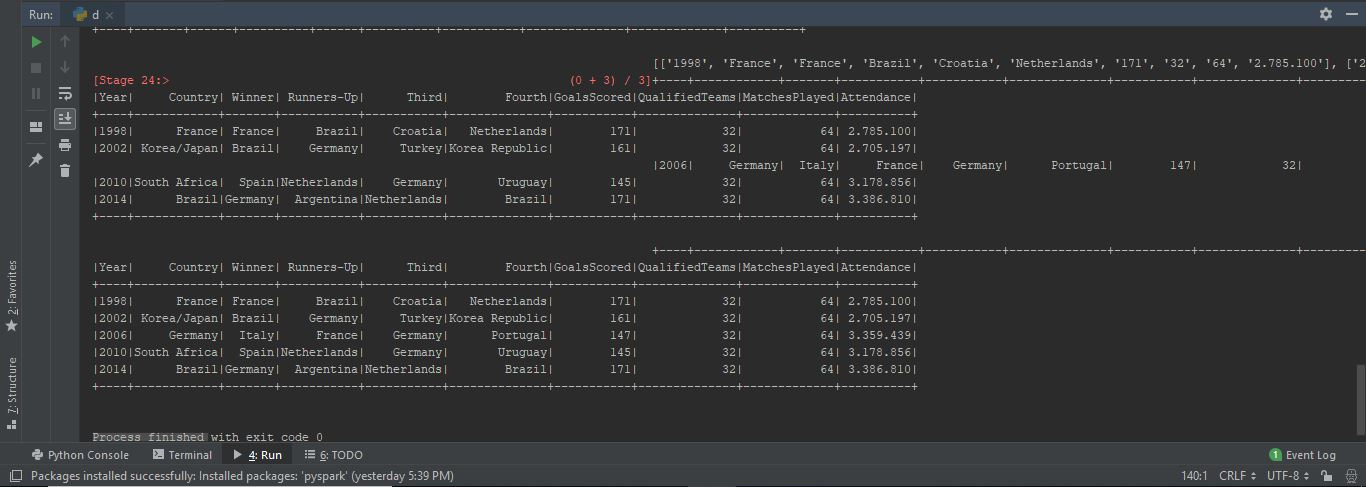 Run: d
+----+-------+------+----------+------+----------+----------+-----------+--------------+-------------+----------+
[['1998', 'France', 'France', 'Brazil', 'Croatia', 'Netherlands', '171', '32', '64', '2.785.100'], ['2
[Stage 24:> (0 + 3) / 3]+----+------------+-------+-----------+-----------+--------------+-----------+--------------
|Year| Country| Winner| Runners-Up| Third| Fourth|GoalsScored|QualifiedTeams|MatchesPlayed|Attendance|
+----+------------+-------+-----------+-----------+--------------+-----------+--------------+-------------+----------+
|1998| France| France| Brazil| Croatia| Netherlands| 171| 32| 64| 2.785.100|
|2002| Korea/Japan| Brazil| Germany| Turkey|Korea Republic| 161| 32| 64| 2.705.197|
|2006| Germany| Italy| France| Germany| Portugal| 147| 32|
|2010|South Africa| Spain|Netherlands| Germany| Uruguay| 145| 32| 64| 3.178.856|
|2014| Brazil|Germany| Argentina|Netherlands| Brazil| 171| 32| 64| 3.386.810|
+----+------------+-------+-----------+-----------+--------------+-----------+--------------+-------------+----------+
+----+------------+-------+-----------+-----------+--------------+-----------+--------
|Year| Country| Winner| Runners-Up| Third| Fourth|GoalsScored|QualifiedTeams|MatchesPlayed|Attendance|
+----+------------+-------+-----------+-----------+--------------+-----------+--------------+-------------+----------+
|1998| France| France| Brazil| Croatia| Netherlands| 171| 32| 64| 2.785.100|
|2002| Korea/Japan| Brazil| Germany| Turkey|Korea Republic| 161| 32| 64| 2.705.197|
|2006| Germany| Italy| France| Germany| Portugal| 147| 32| 64| 3.359.439|
|2010|South Africa| Spain|Netherlands| Germany| Uruguay| 145| 32| 64| 3.178.856|
|2014| Brazil|Germany| Argentina|Netherlands| Brazil| 171| 32| 64| 3.386.810|
+----+------------+-------+-----------+-----------+--------------+-----------+--------------+-------------+----------+
2: Favorites
7: Structure
Process finished with exit code 0
Python Console Terminal 4: Run 6: TODO 1 Event Log
Packages installed successfully: Installed packages: 'pyspark' (yesterday 5:39 PM) 140:1 CRLF UTF-8